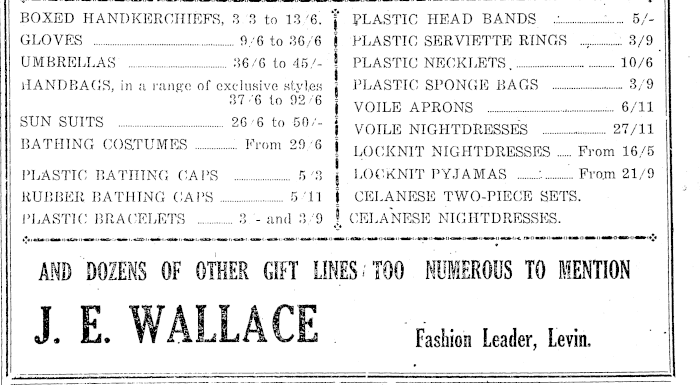 BOXED HANDKERCHIEFS, 3/3 to 13/6.
GLOVES ........ 9/6 to 36/6
UMBRELLAS ........ 36/6 to 45/-
HANDBAGS, in a range of exclusive styles
37/6 to 92/6
SUN SUITS ........ 26/6 to 50/-
BATHING COSTUMES ........ From 29/6
PLASTIC BATHING CAPS ........ 5/3
RUBBER BATHING CAPS ........ 5/11
PLASTIC BRACELETS ........ 3/- and 3/9
PLASTIC HEAD BANDS ........ 5/-
PLASTIC SERVIETTE RINGS ........ 3/9
PLASTIC NECKLETS ........ 10/6
PLASTIC SPONGE BAGS ........ 3/9
VOILE APRONS ........ 6/11
VOILE NIGHTDRESSES ........ 27/11
LOCKNIT NIGHTDRESSES .... From 16/5
LOCKNIT PYJAMAS ........ From 21/9
CELANESE TWO-PIECE SETS.
CELANESE NIGHTDRESSES.
AND DOZENS OF OTHER GIFT LINES TOO NUMEROUS TO MENTION
J. E. WALLACE
Fashion Leader, Levin.